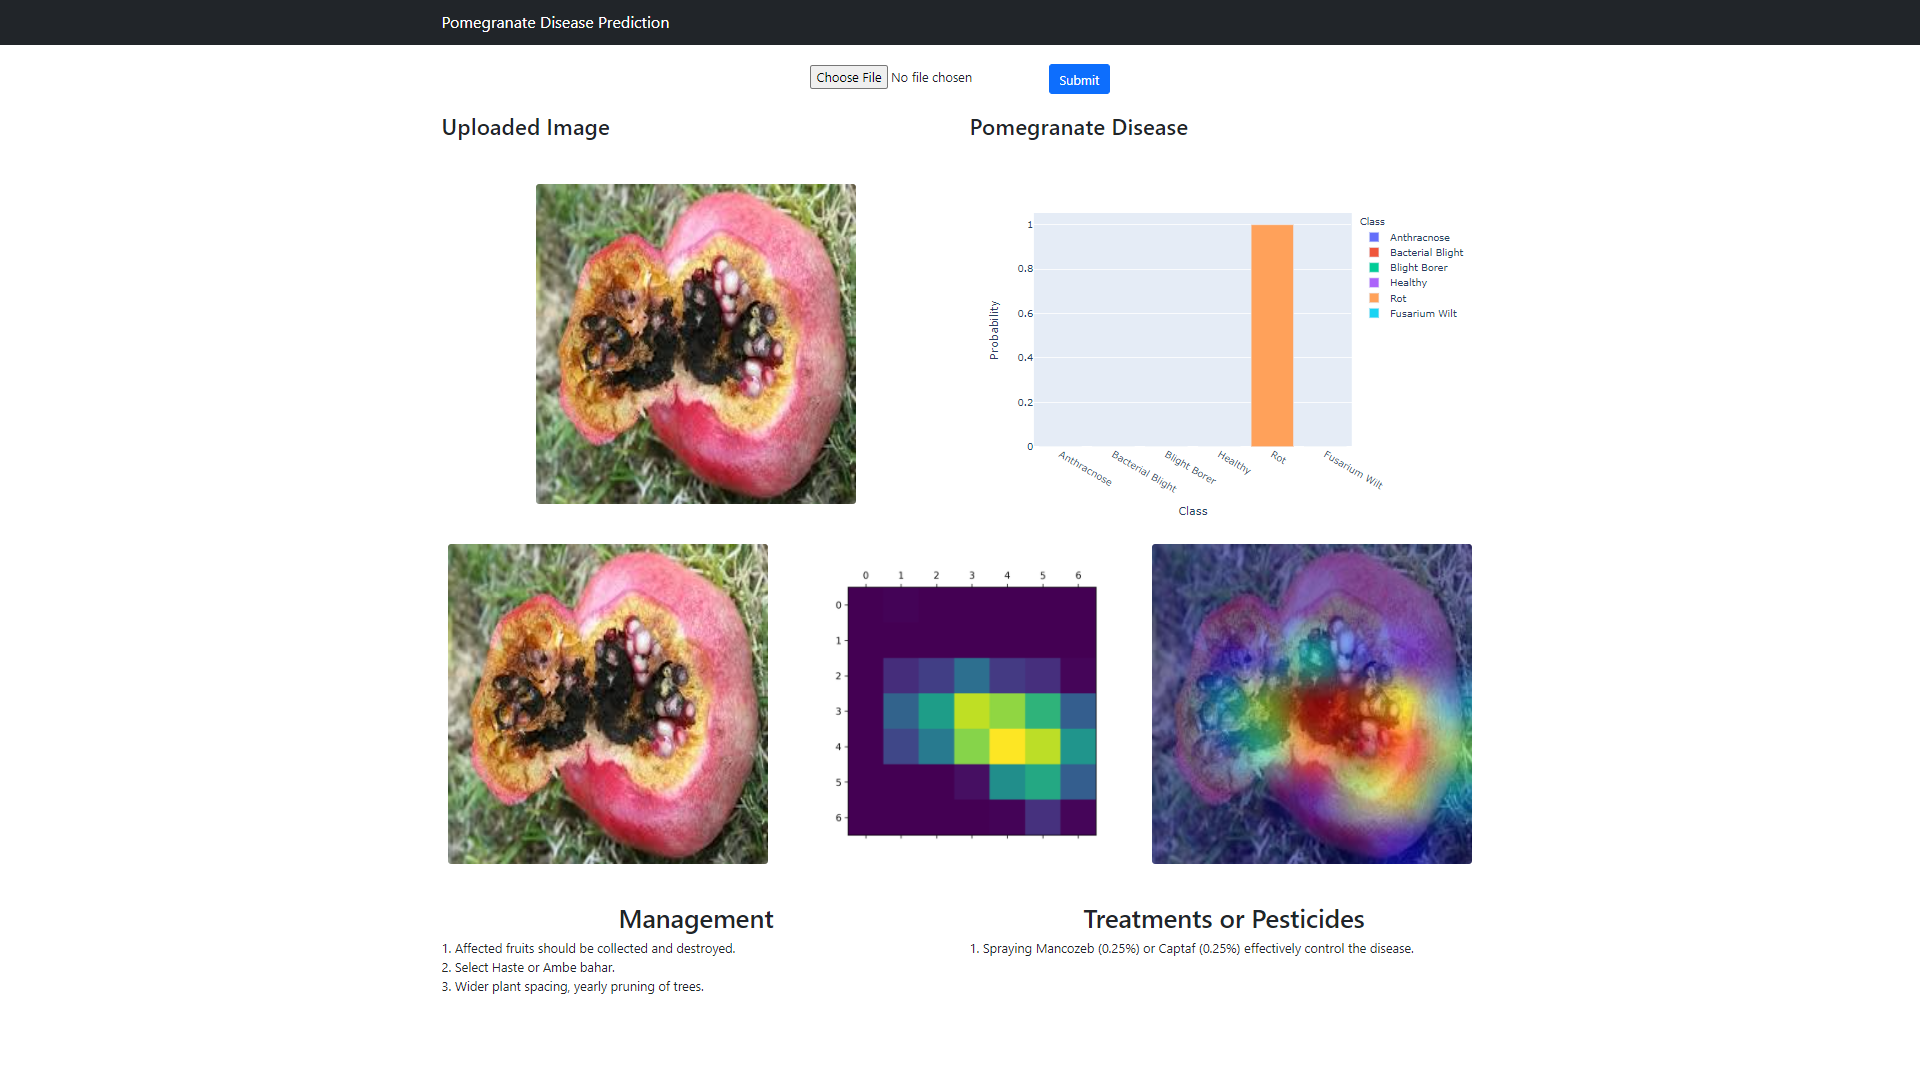 Pomegranate Disease Prediction
Choose File No file chosen Submit
Uploaded Image
Pomegranate Disease
Probability
1
0.8
0.6
0.4
0.2
0
Anthracnose
Bacterial Blight
Blight Borer
Healthy
Rot
Fusarium Wilt
Class
Class
Anthracnose
Bacterial Blight
Blight Borer
Healthy
Rot
Fusarium Wilt
0 1 2 3 4 5 6
0
1
2
3
4
5
6
Management
1. Affected fruits should be collected and destroyed.
2. Select Haste or Ambe bahar.
3. Wider plant spacing, yearly pruning of trees.
Treatments or Pesticides
1. Spraying Mancozeb (0.25%) or Captaf (0.25%) effectively control the disease.